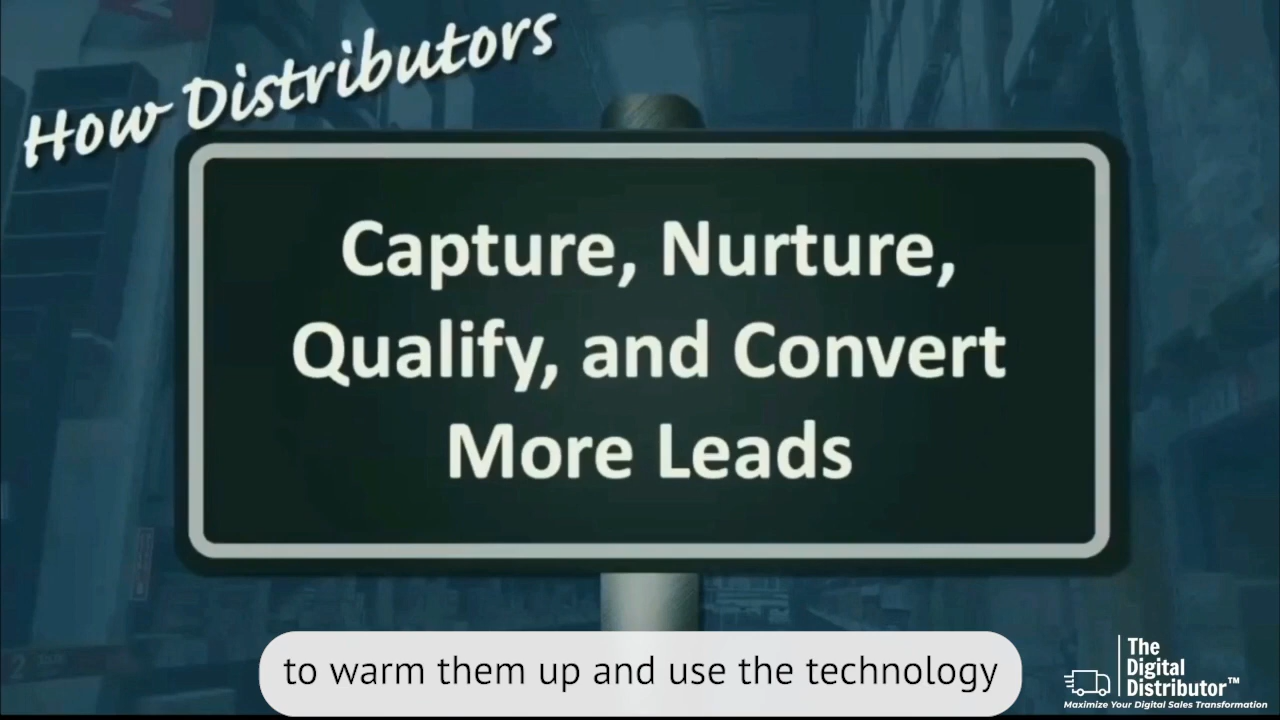 How Distributors
Capture, Nurture,
Qualify, and Convert
More Leads
to warm them up and use the technology
The
Digital
Distributor™
Maximize Your Digital Sales Transformation